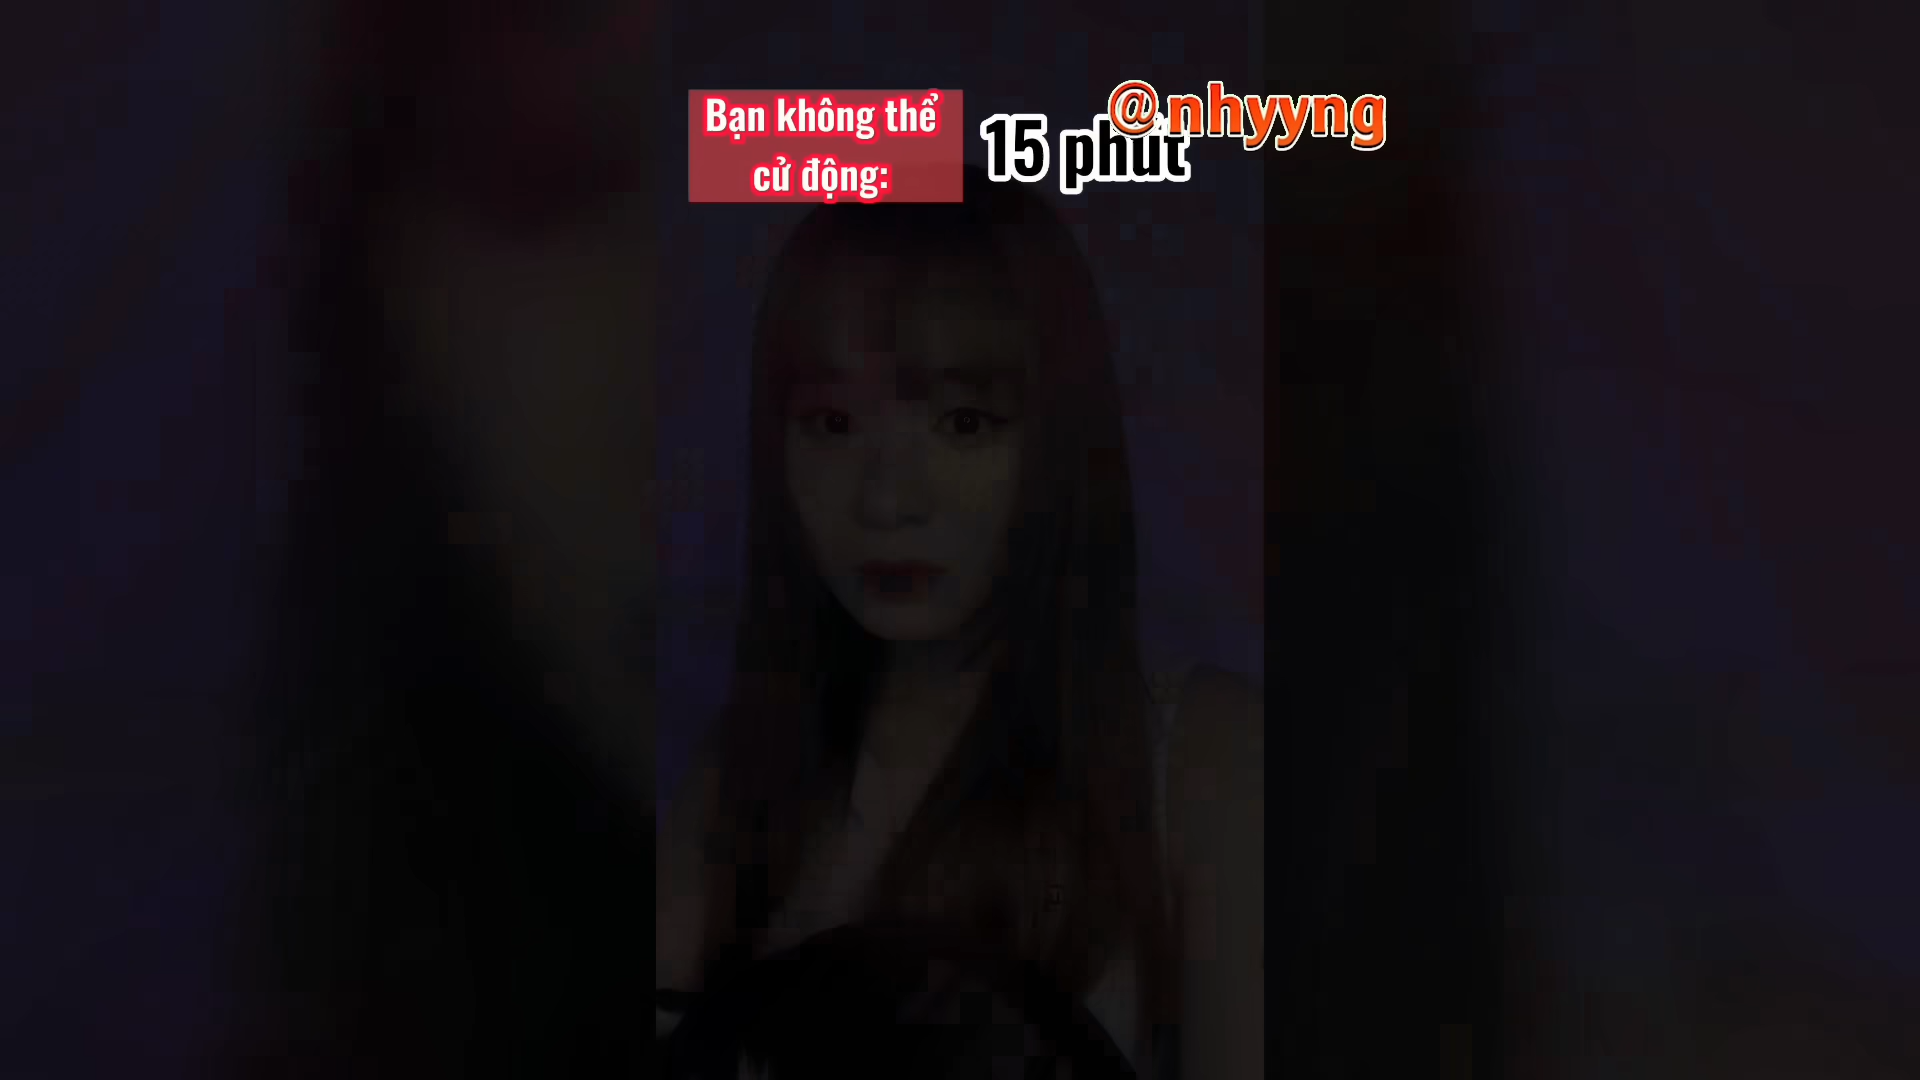 Bạn không thể
cử động:
15 phút
@nhyyng